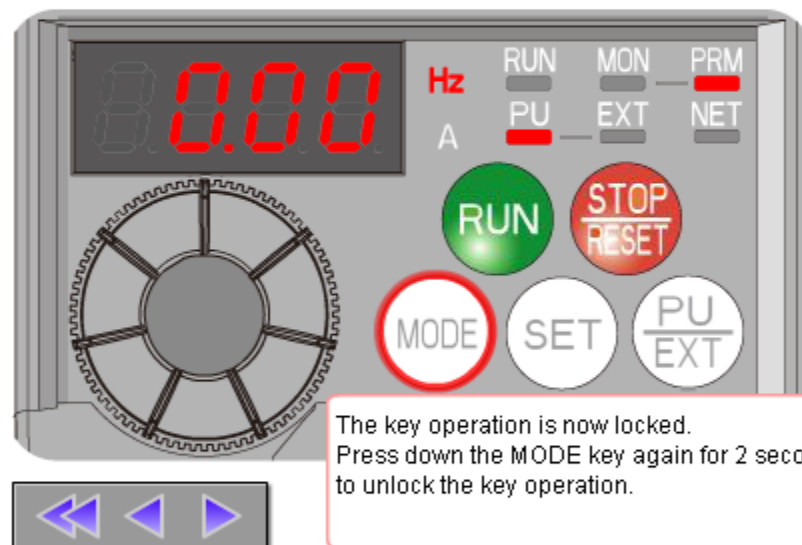 0.00
Hz
A
RUN MON PRM
PU EXT NET
RUN
STOP
RESET
MODE
SET
PU
EXT
The key operation is now locked.
Press down the MODE key again for 2 seco
to unlock the key operation.